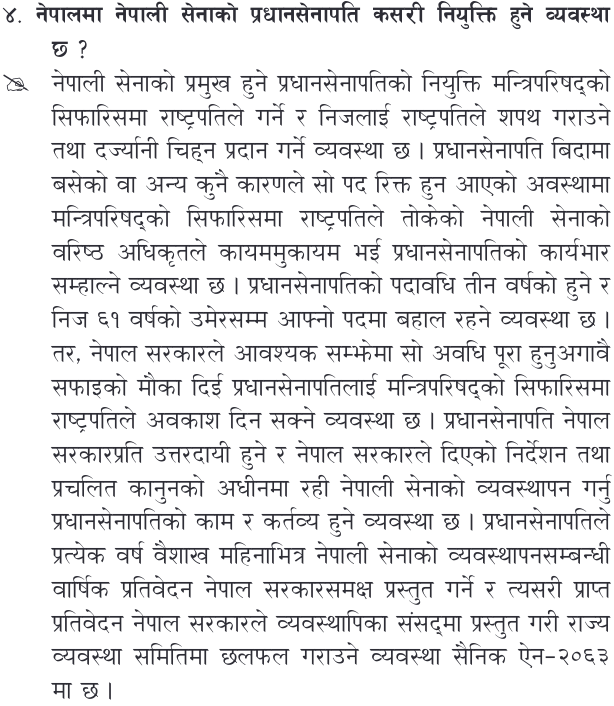 ४. नेपालमा नेपाली सेनाको प्रधानसेनापति कसरी नियुक्ति हुने व्यवस्था
छ ?
नेपाली सेनाको प्रमुख हुने प्रधानसेनापतिको नियुक्ति मन्त्रिपरिषद्को
सिफारिसमा राष्ट्रपतिले गर्ने र निजलाई राष्ट्रपतिले शपथ गराउने
तथा दर्ज्यानी चिह्न प्रदान गर्ने व्यवस्था छ । प्रधानसेनापति बिदामा
बसेको वा अन्य कुनै कारणले सो पद रिक्त हुन आएको अवस्थामा
मन्त्रिपरिषद्को सिफारिसमा राष्ट्रपतिले तोकेको नेपाली सेनाको
वरिष्ठ अधिकृतले कायममुकायम भई प्रधानसेनापतिको कार्यभार
सम्हाल्ने व्यवस्था छ । प्रधानसेनापतिको पदावधि तीन वर्षको हुने र
निज ६१ वर्षको उमेरसम्म आफ्नो पदमा बहाल रहने व्यवस्था छ ।
तर, नेपाल सरकारले आवश्यक सम्झेमा सो अवधि पूरा हुनुअगावै
सफाइको मौका दिई प्रधानसेनापतिलाई मन्त्रिपरिषद्को सिफारिसमा
राष्ट्रपतिले अवकाश दिन सक्ने व्यवस्था छ । प्रधानसेनापति नेपाल
सरकारप्रति उत्तरदायी हुने र नेपाल सरकारले दिएको निर्देशन तथा
प्रचलित कानुनको अधीनमा रही नेपाली सेनाको व्यवस्थापन गर्नु
प्रधानसेनापतिको काम र कर्तव्य हुने व्यवस्था छ । प्रधानसेनापतिले
प्रत्येक वर्ष वैशाख महिनाभित्र नेपाली सेनाको व्यवस्थापनसम्बन्धी
वार्षिक प्रतिवेदन नेपाल सरकारसमक्ष प्रस्तुत गर्ने र त्यसरी प्राप्त
प्रतिवेदन नेपाल सरकारले व्यवस्थापिका संसद्मा प्रस्तुत गरी राज्य
व्यवस्था समितिमा छलफल गराउने व्यवस्था सैनिक ऐन-२०६३
मा छ ।